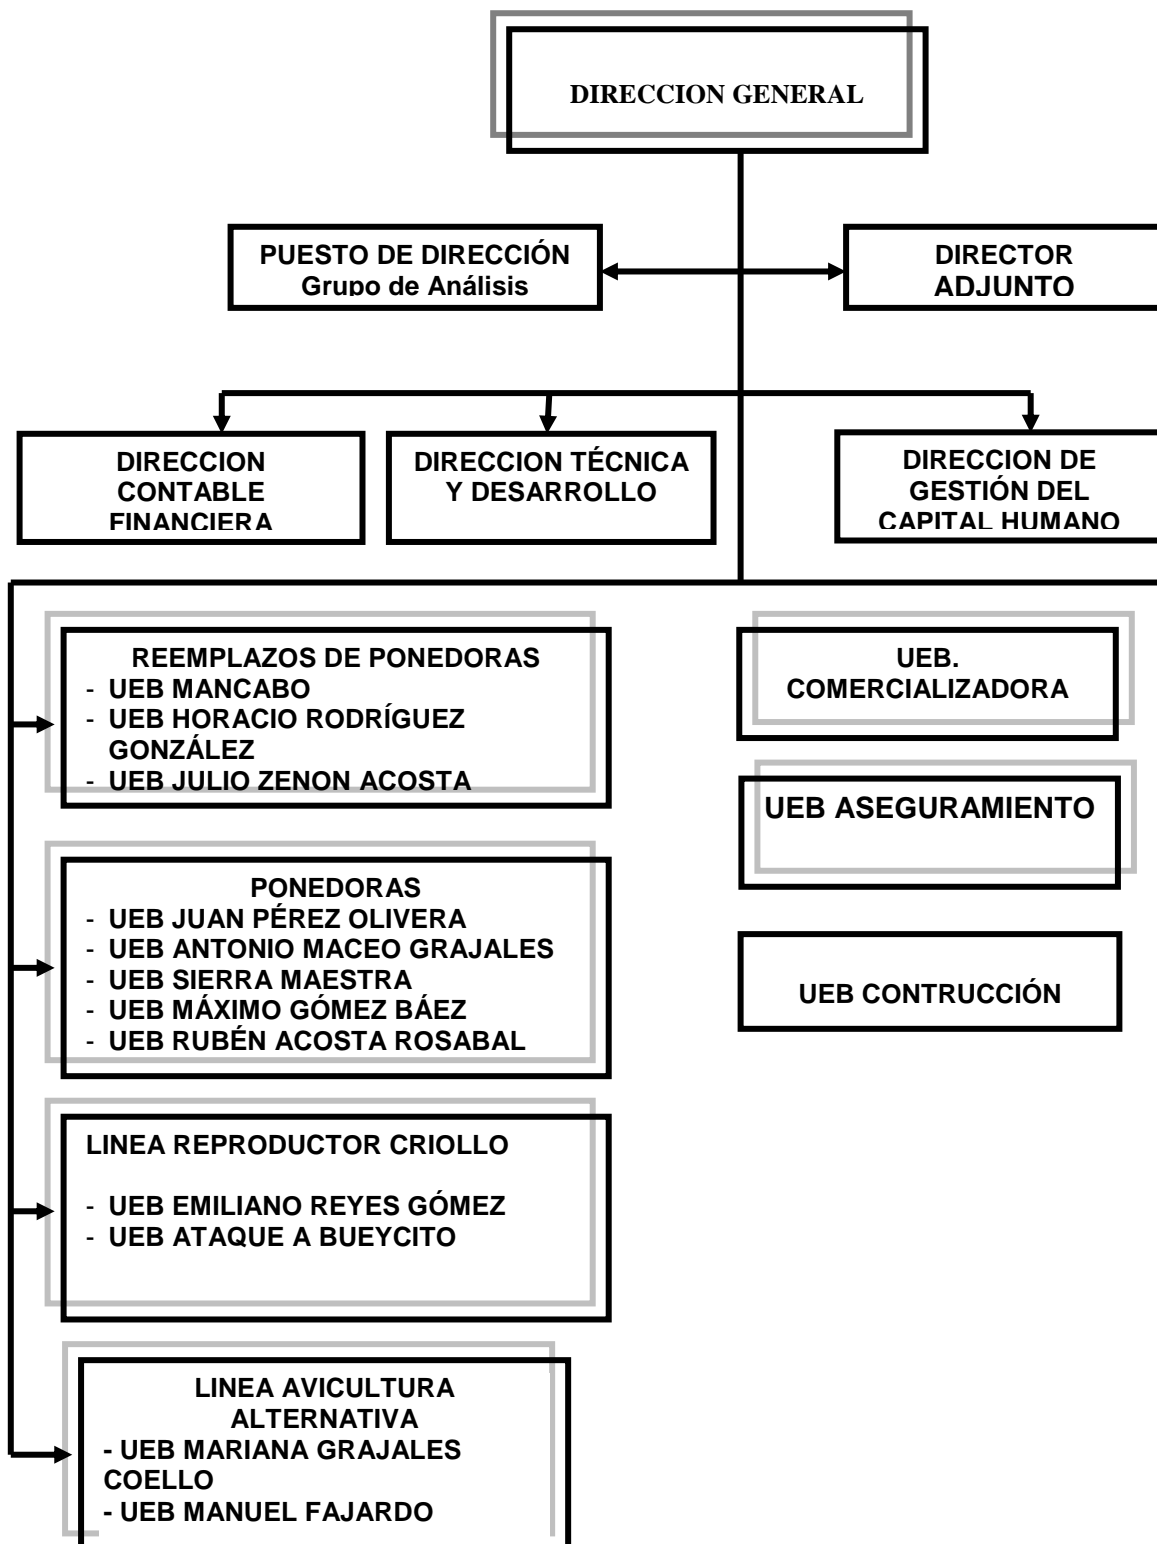 DIRECCION GENERAL
PUESTO DE DIRECCIÓN
Grupo de Análisis
DIRECTOR
ADJUNTO
DIRECCION
CONTABLE
FINANCIERA
DIRECCION TÉCNICA
Y DESARROLLO
DIRECCION DE
GESTIÓN DEL
CAPITAL HUMANO
REEMPLAZOS DE PONEDORAS
- UEB MANCABO
- UEB HORACIO RODRÍGUEZ
GONZÁLEZ
- UEB JULIO ZENON ACOSTA
PONEDORAS
- UEB JUAN PÉREZ OLIVERA
- UEB ANTONIO MACEO GRAJALES
- UEB SIERRA MAESTRA
- UEB MÁXIMO GÓMEZ BÁEZ
- UEB RUBÉN ACOSTA ROSABAL
LINEA REPRODUCTOR CRIOLLO
- UEB EMILIANO REYES GÓMEZ
- UEB ATAQUE A BUEYCITO
LINEA AVICULTURA
ALTERNATIVA
- UEB MARIANA GRAJALES
COELLO
- UEB MANUEL FAJARDO
UEB.
COMERCIALIZADORA
UEB ASEGURAMIENTO
UEB CONTRUCCIÓN